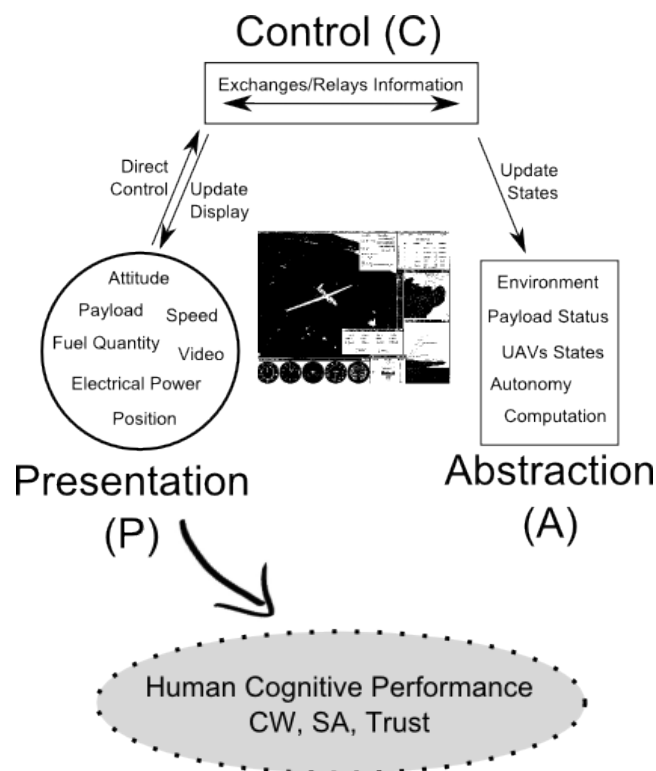 Control (C)
Exchanges/Relays Information
Direct
Control
Update
Display
Update
States
Attitude
Payload
Speed
Fuel Quantity
Video
Electrical Power
Position
Environment
Payload Status
UAVs States
Autonomy
Computation
Presentation
(P)
Abstraction
(A)
Human Cognitive Performance
CW, SA, Trust